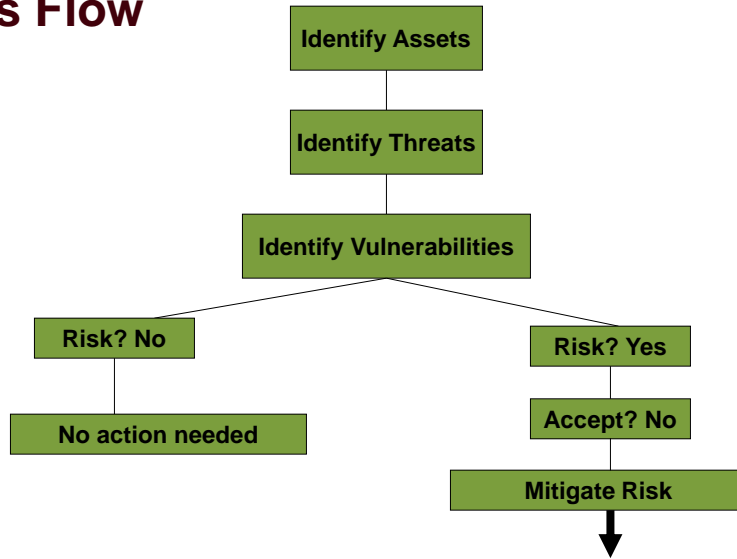 s Flow
Identify Assets
Identify Threats
Identify Vulnerabilities
Risk? No
Risk? Yes
No action needed
Accept? No
Mitigate Risk